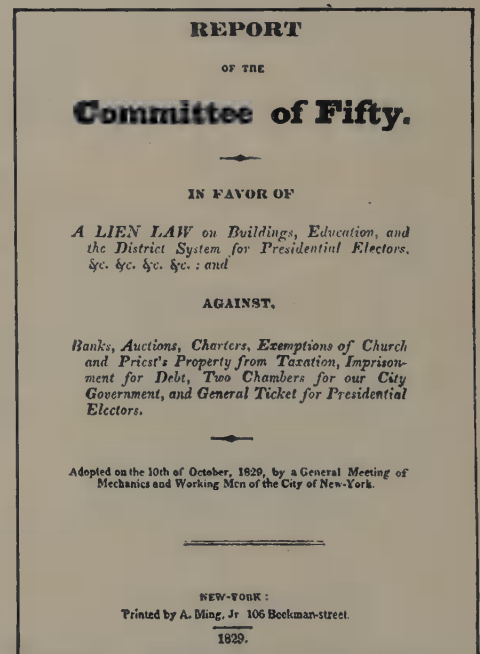 REPORT
OF THE
Committee of Fifty.
IN FAVOR OF
A LIEN LAW on Buildings, Education, and
the District System for Presidential Electors,
&c. &c. &c. &c. : and
AGAINST,
Banks, Auctions, Charters, Exemptions of Church
and Priest's Property from Taxation, Imprison-
ment for Debt, Two Chambers for our City
Government, and General Ticket for Presidential
Electors.
Adopted on the 10th of October, 1829, by a General Meeting of
Mechanics and Working Men of the City of New-York.
NEW-YORK :
Printed by A. Ming, Jr 106 Beekman-street.
1829.